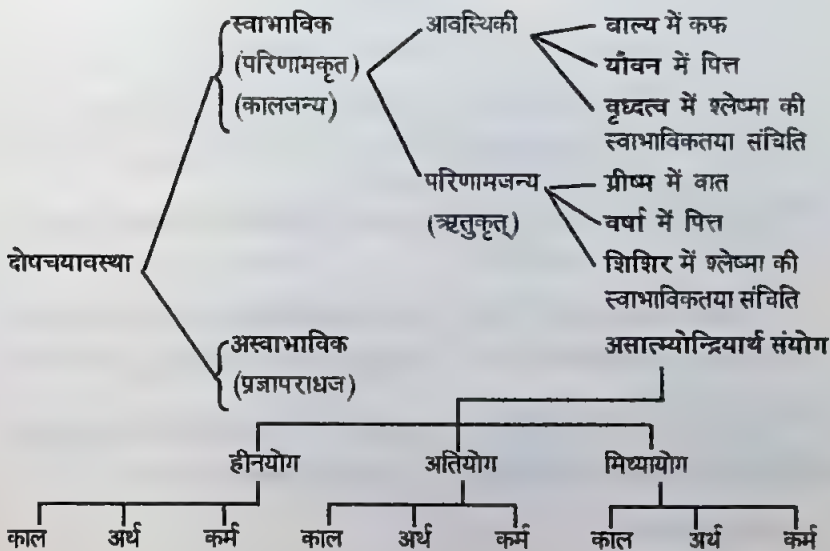 स्वाभाविक
(परिणामकृत)
(कालजन्य)
आवस्थिकी
वाल्य में कफ
यौवन में पित्त
वृध्दत्व में श्लेष्मा की
स्वाभाविकतया संचिति
परिणामजन्य
(ऋतुकृत्)
ग्रीष्म में वात
वर्षा में पित्त
शिशिर में श्लेष्मा की
स्वाभाविकतया संचिति
दोपचयावस्था
अस्वाभाविक
(प्रज्ञापराधज)
असात्म्योन्द्रियार्थ संयोग
हीनयोग अतियोग मिथ्यायोग
काल अर्थ कर्म काल अर्थ कर्म काल अर्थ कर्म